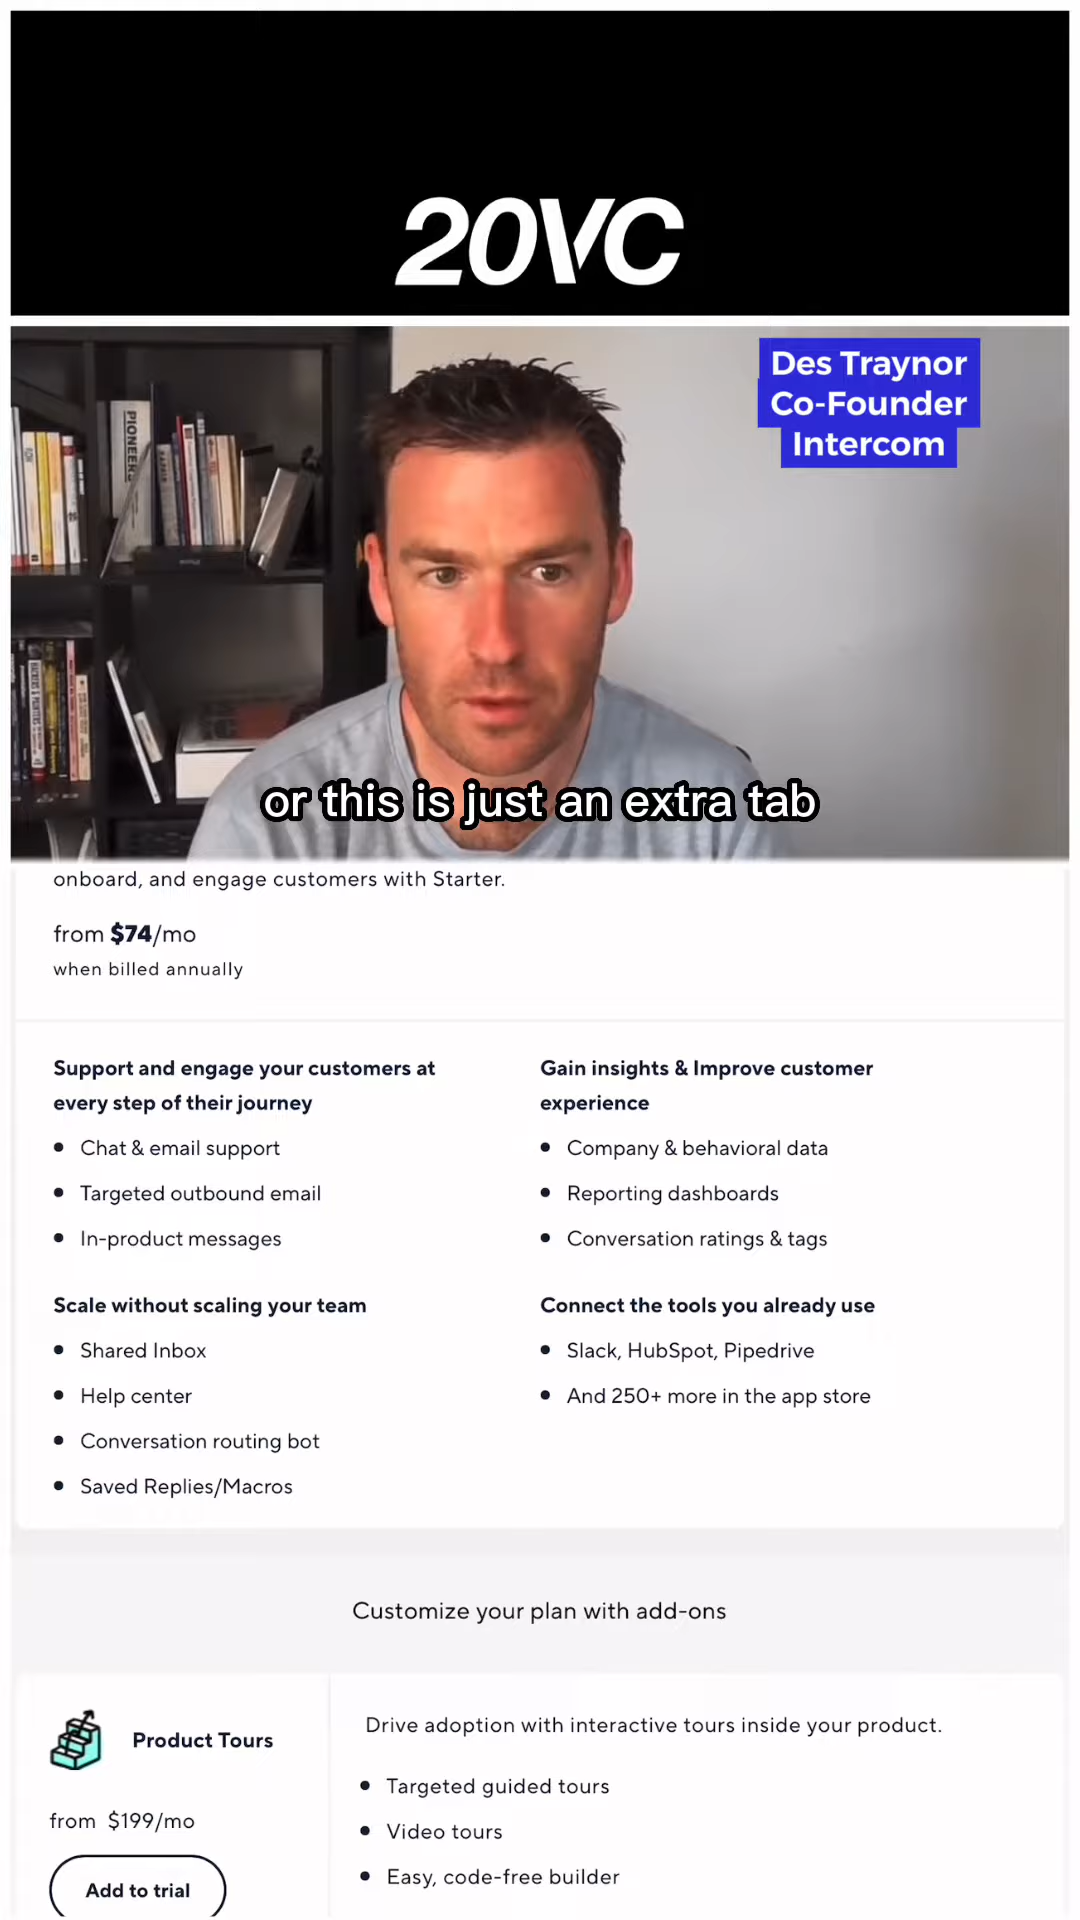 20VC
Des Traynor
Co-Founder
Intercom
PIONEERS
or this is just an extra tab
onboard, and engage customers with Starter.
from $74/mo
when billed annually
Support and engage your customers at
every step of their journey
Chat & email support
Targeted outbound email
In-product messages
Gain insights & Improve customer
experience
Company & behavioral data
Reporting dashboards
Conversation ratings & tags
Scale without scaling your team
Shared Inbox
Help center
Conversation routing bot
Saved Replies/Macros
Connect the tools you already use
Slack, HubSpot, Pipedrive
And 250+ more in the app store
Customize your plan with add-ons
Product Tours
from $199/mo
Add to trial
Drive adoption with interactive tours inside your product.
Targeted guided tours
Video tours
Easy, code-free builder